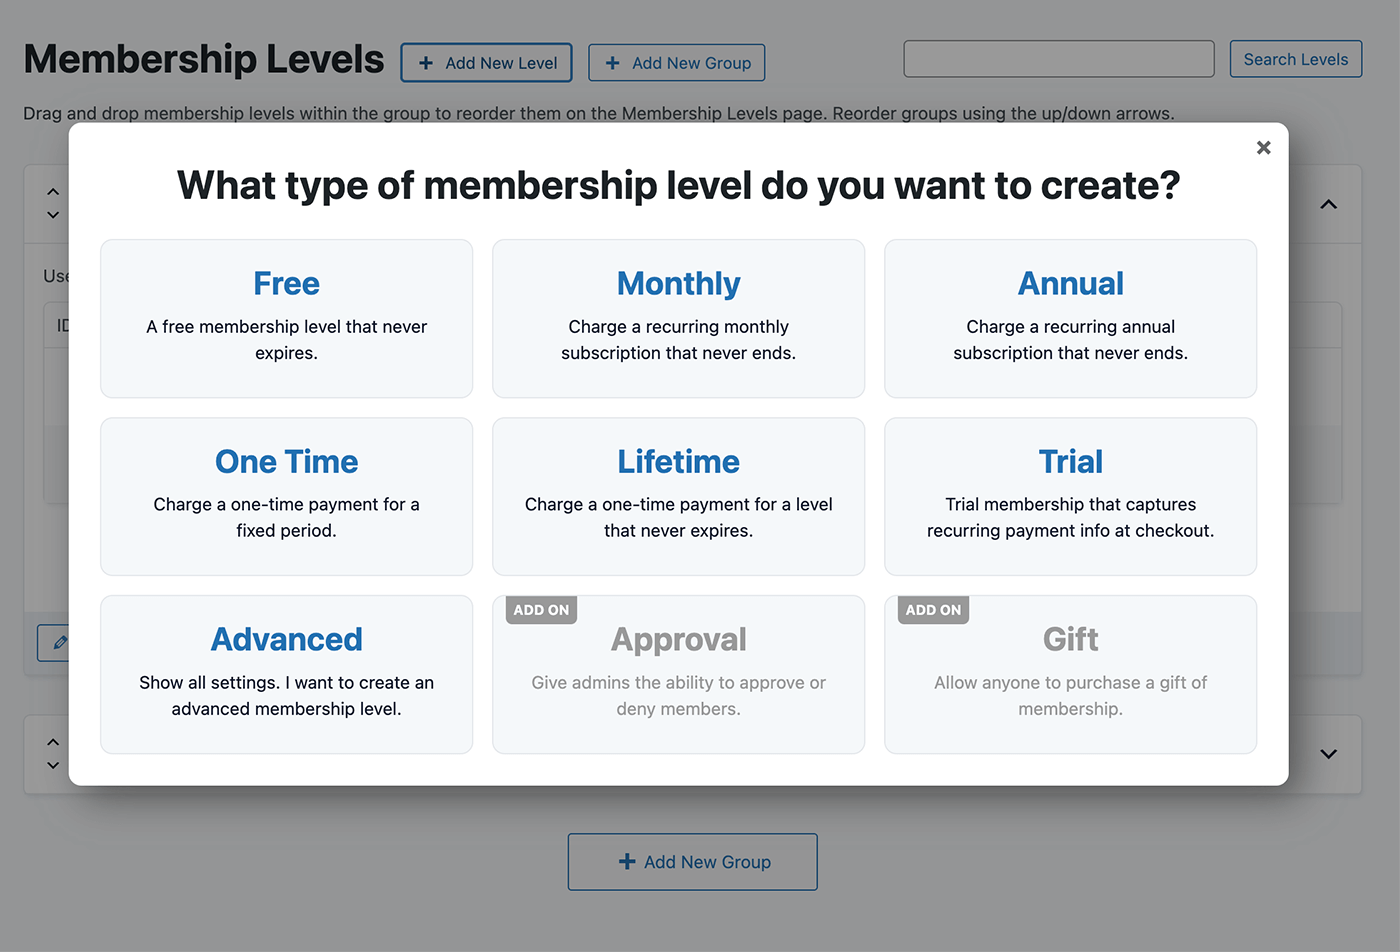 Membership Levels
+ Add New Level
+ Add New Group
Search Levels
Drag and drop membership levels within the group to reorder them on the Membership Levels page. Reorder groups using the up/down arrows.
What type of membership level do you want to create?
Free
A free membership level that never
expires.
Monthly
Charge a recurring monthly
subscription that never ends.
Annual
Charge a recurring annual
subscription that never ends.
One Time
Charge a one-time payment for a
fixed period.
Lifetime
Charge a one-time payment for a level
that never expires.
Trial
Trial membership that captures
recurring payment info at checkout.
Advanced
Show all settings. I want to create an
advanced membership level.
ADD ON
Approval
Give admins the ability to approve or
deny members.
ADD ON
Gift
Allow anyone to purchase a gift of
membership.
+ Add New Group